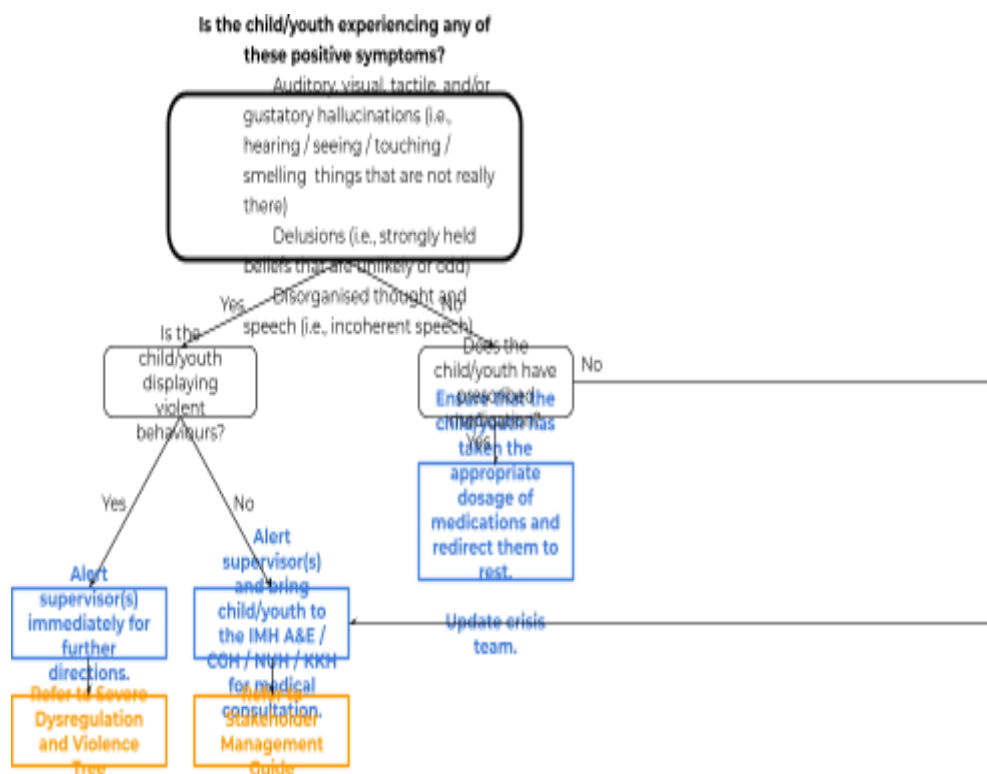 Is the child/youth experiencing any of
these positive symptoms?
Auditory, visual, tactile, and/or
gustatory hallucinations (i.e.,
hearing / seeing / touching /
smelling things that are not really
there)
Delusions (i.e., strongly held
beliefs that are unlikely or odd)
Disorganised thought and
speech (i.e., incoherent speech)
Yes
No
Is the
child/youth
displaying
violent
behaviours?
Does the
child/youth have
prescribed
medication?
No
Yes
Ensure that the
child/youth has
taken the
appropriate
dosage of
medications and
redirect them to
rest.
Yes
No
Alert
supervisor(s)
immediately for
further
directions.
Alert
supervisor(s)
and bring
child/youth to
the IMH A&E /
CGH / NUH / KKH
for medical
consultation.
Update crisis
team.
Refer to Severe
Dysregulation
and Violence
Tree
Refer to
Stakeholder
Management
Guide